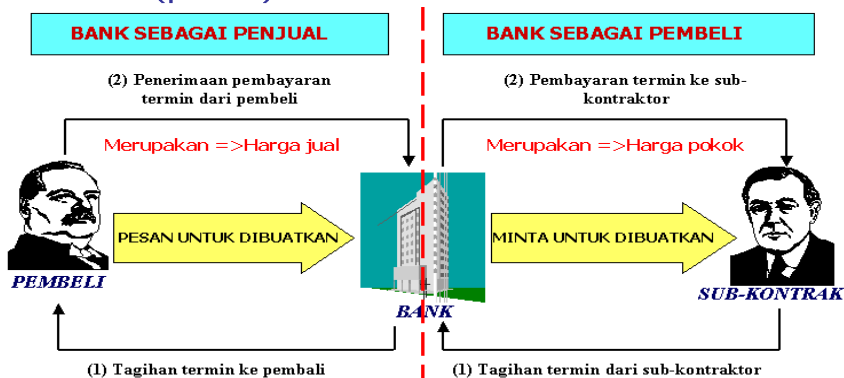 BANK SEBAGAI PENJUAL
BANK SEBAGAI PEMBELI
(2) Penerimaan pembayaran
termin dari pembeli
(2) Pembayaran termin ke sub-
kontraktor
Merupakan =>Harga jual
Merupakan =>Harga pokok
PESAN UNTUK DIBUATKAN
MINTA UNTUK DIBUATKAN
PEMBELI
BANK
SUB-KONTRAK
(1) Tagihan termin ke pembali
(1) Tagihan termin dari sub-kontraktor